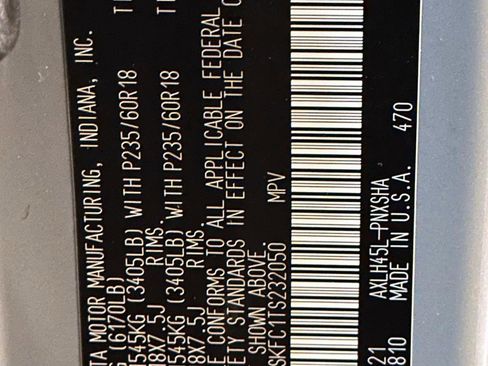 TA MOTOR MANUFACTURING, INDIANA, INC.
G (6170LB)
545KG (3405LB) WITH P235/60R18
8X7.5J RIMS.
545KG (3405LB) WITH P235/60R18
8X7.5J RIMS.
E CONFORMS TO ALL APPLICABLE FEDERAL
ETY STANDARDS IN EFFECT ON THE DATE O
SHOWN ABOVE.
SKFC1TS232050 MPV
21 AXLH45L-PNXSHA
810 MADE IN U.S.A. 470